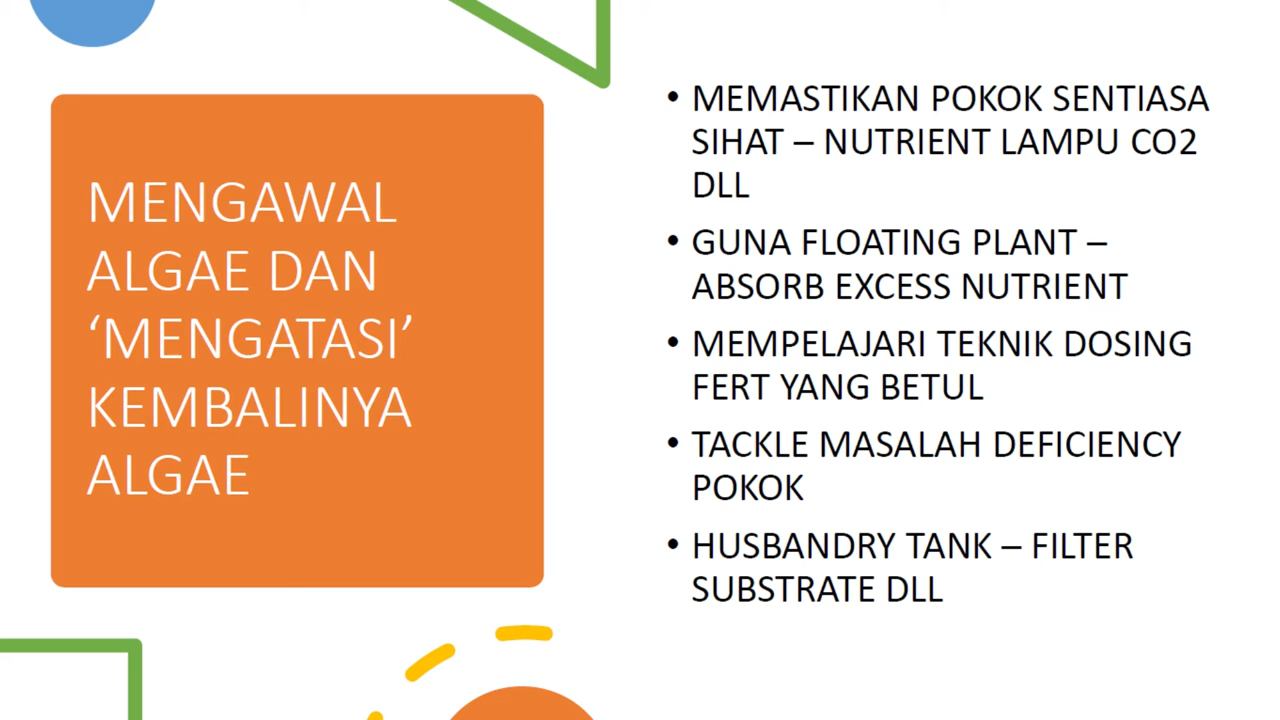 MENGAWAL
ALGAE DAN
‘MENGATASI’
KEMBALINYA
ALGAE
• MEMASTIKAN POKOK SENTIASA
SIHAT – NUTRIENT LAMPU CO2
DLL
• GUNA FLOATING PLANT –
ABSORB EXCESS NUTRIENT
• MEMPELAJARI TEKNIK DOSING
FERT YANG BETUL
• TACKLE MASALAH DEFICIENCY
POKOK
• HUSBANDRY TANK – FILTER
SUBSTRATE DLL